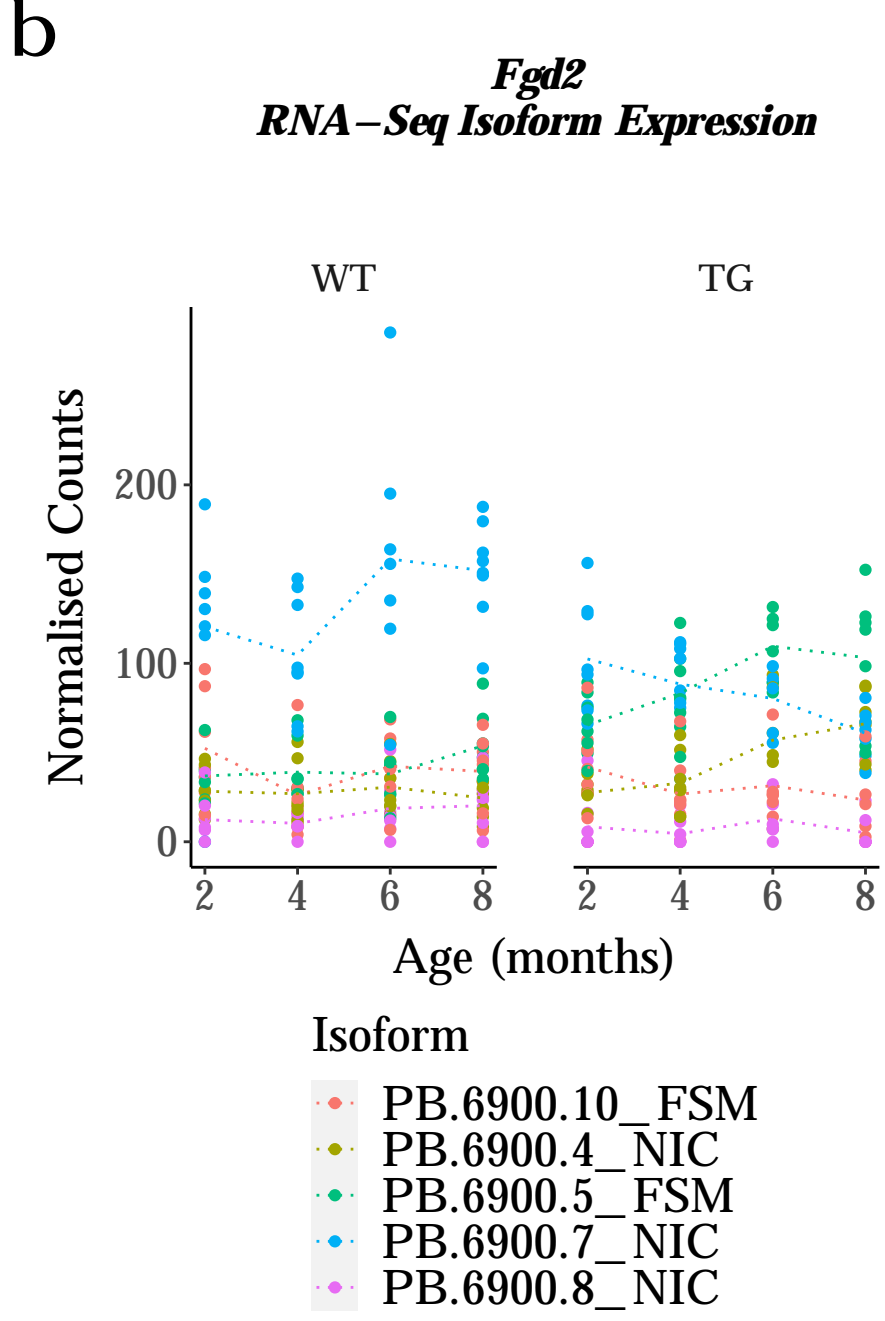 b
Fgd2
RNA−Seq Isoform Expression
WT
TG
Normalised Counts
200
100
0
2 4 6 8
2 4 6 8
Age (months)
Isoform
PB.6900.10_FSM
PB.6900.4_NIC
PB.6900.5_FSM
PB.6900.7_NIC
PB.6900.8_NIC